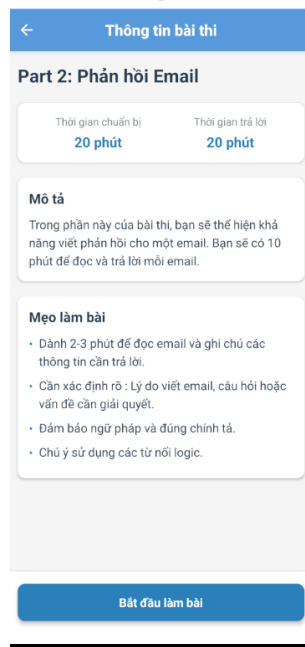 Thông tin bài thi
Part 2: Phản hồi Email
Thời gian chuẩn bị
Thời gian trả lời
20 phút
20 phút
Mô tả
Trong phần này của bài thi, bạn sẽ thể hiện khả
năng viết phản hồi cho một email. Bạn sẽ có 10
phút để đọc và trả lời mỗi email.
Mẹo làm bài
• Dành 2-3 phút để đọc email và ghi chú các
thông tin cần trả lời.
• Cần xác định rõ : Lý do viết email, câu hỏi hoặc
vấn đề cần giải quyết.
• Đảm bảo ngữ pháp và đúng chính tả.
• Chú ý sử dụng các từ nối logic.
Bắt đầu làm bài